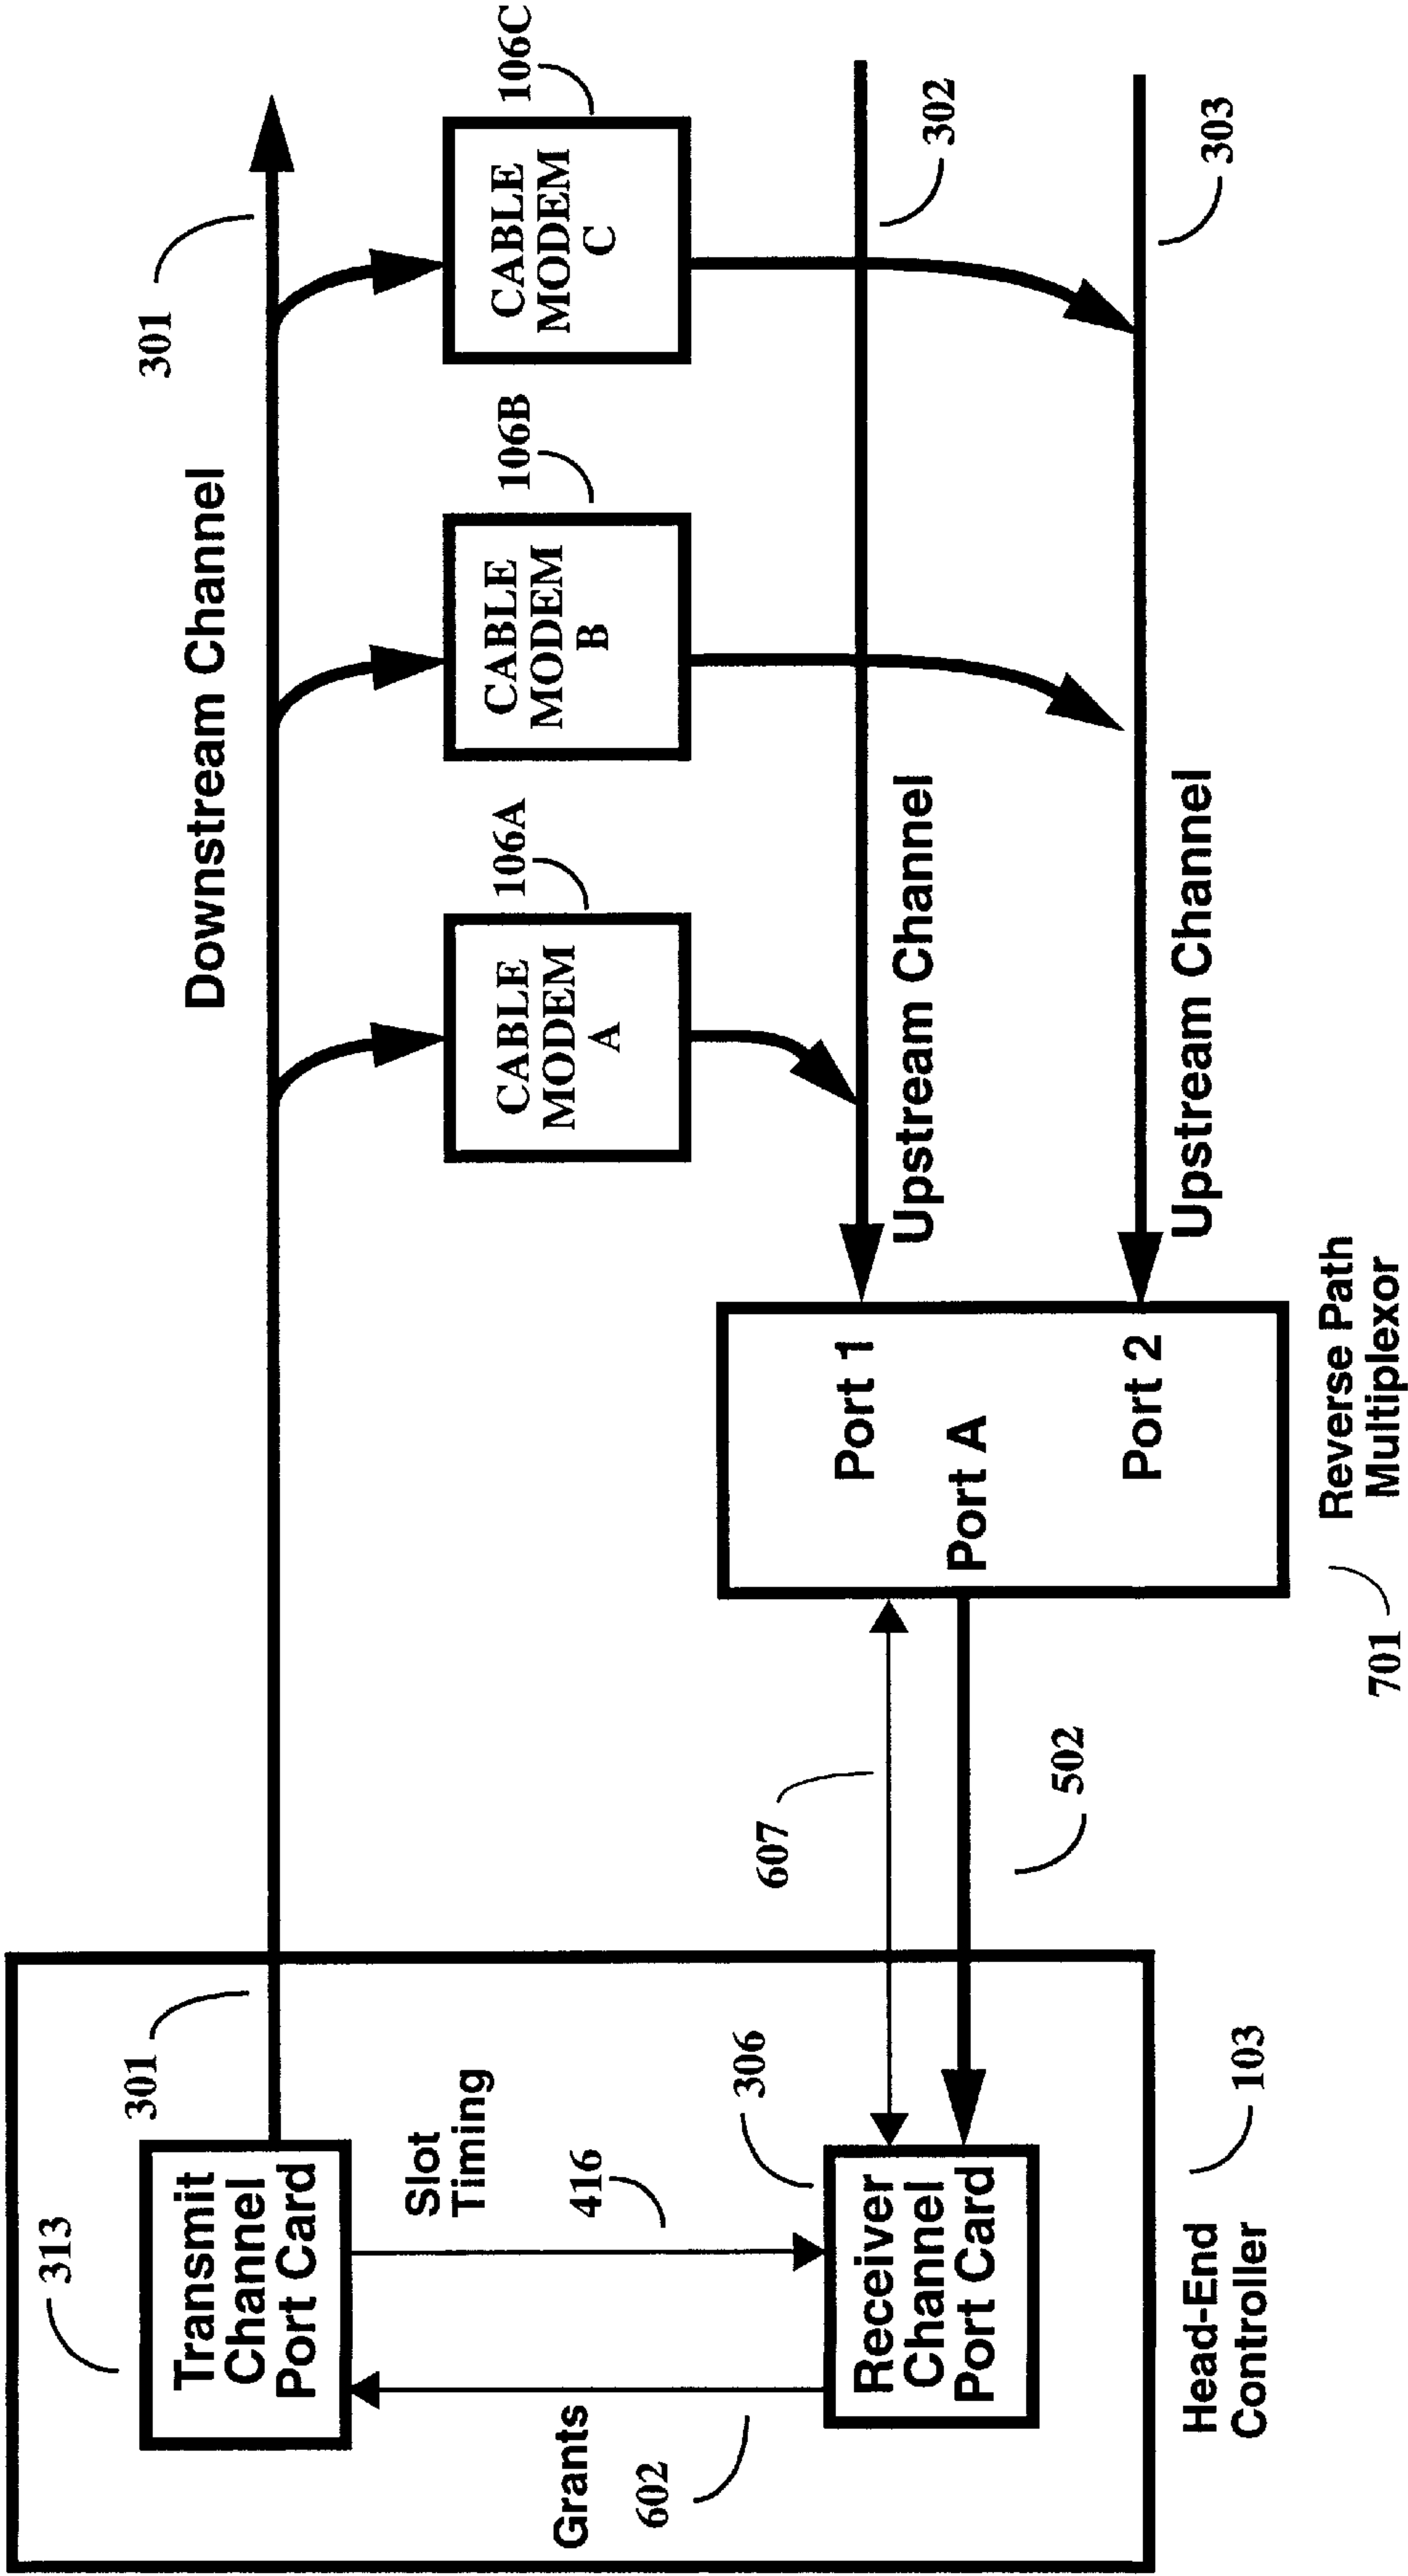 301
Downstream Channel
106A
106B
106C
CABLE
MODEM
A
CABLE
MODEM
B
CABLE
MODEM
C
313
Transmit
Channel
Port Card
301
Slot
Timing
416
Grants
602
306
Receiver
Channel
Port Card
607
502
Port 1
Port A
Port 2
Upstream Channel
302
Upstream Channel
303
Head-End
Controller
103
701
Reverse Path
Multiplexor